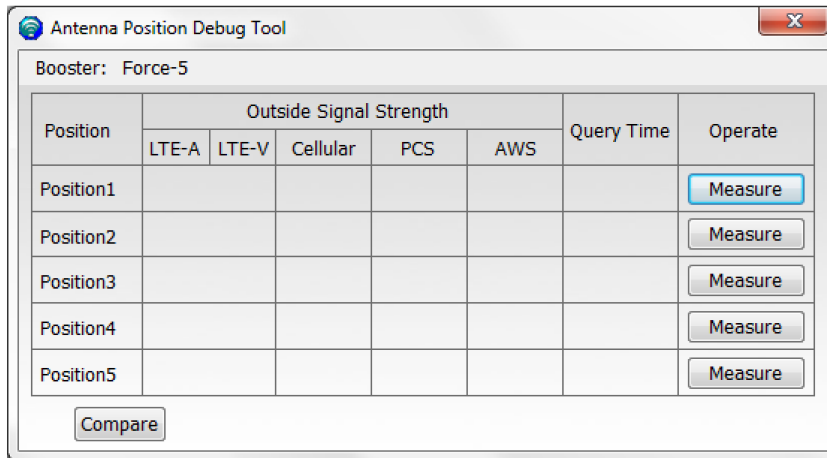 Antenna Position Debug Tool
Booster: Force-5
Position Outside Signal Strength Query Time Operate
LTE-A LTE-V Cellular PCS AWS
Position1 Measure
Position2 Measure
Position3 Measure
Position4 Measure
Position5 Measure
Compare